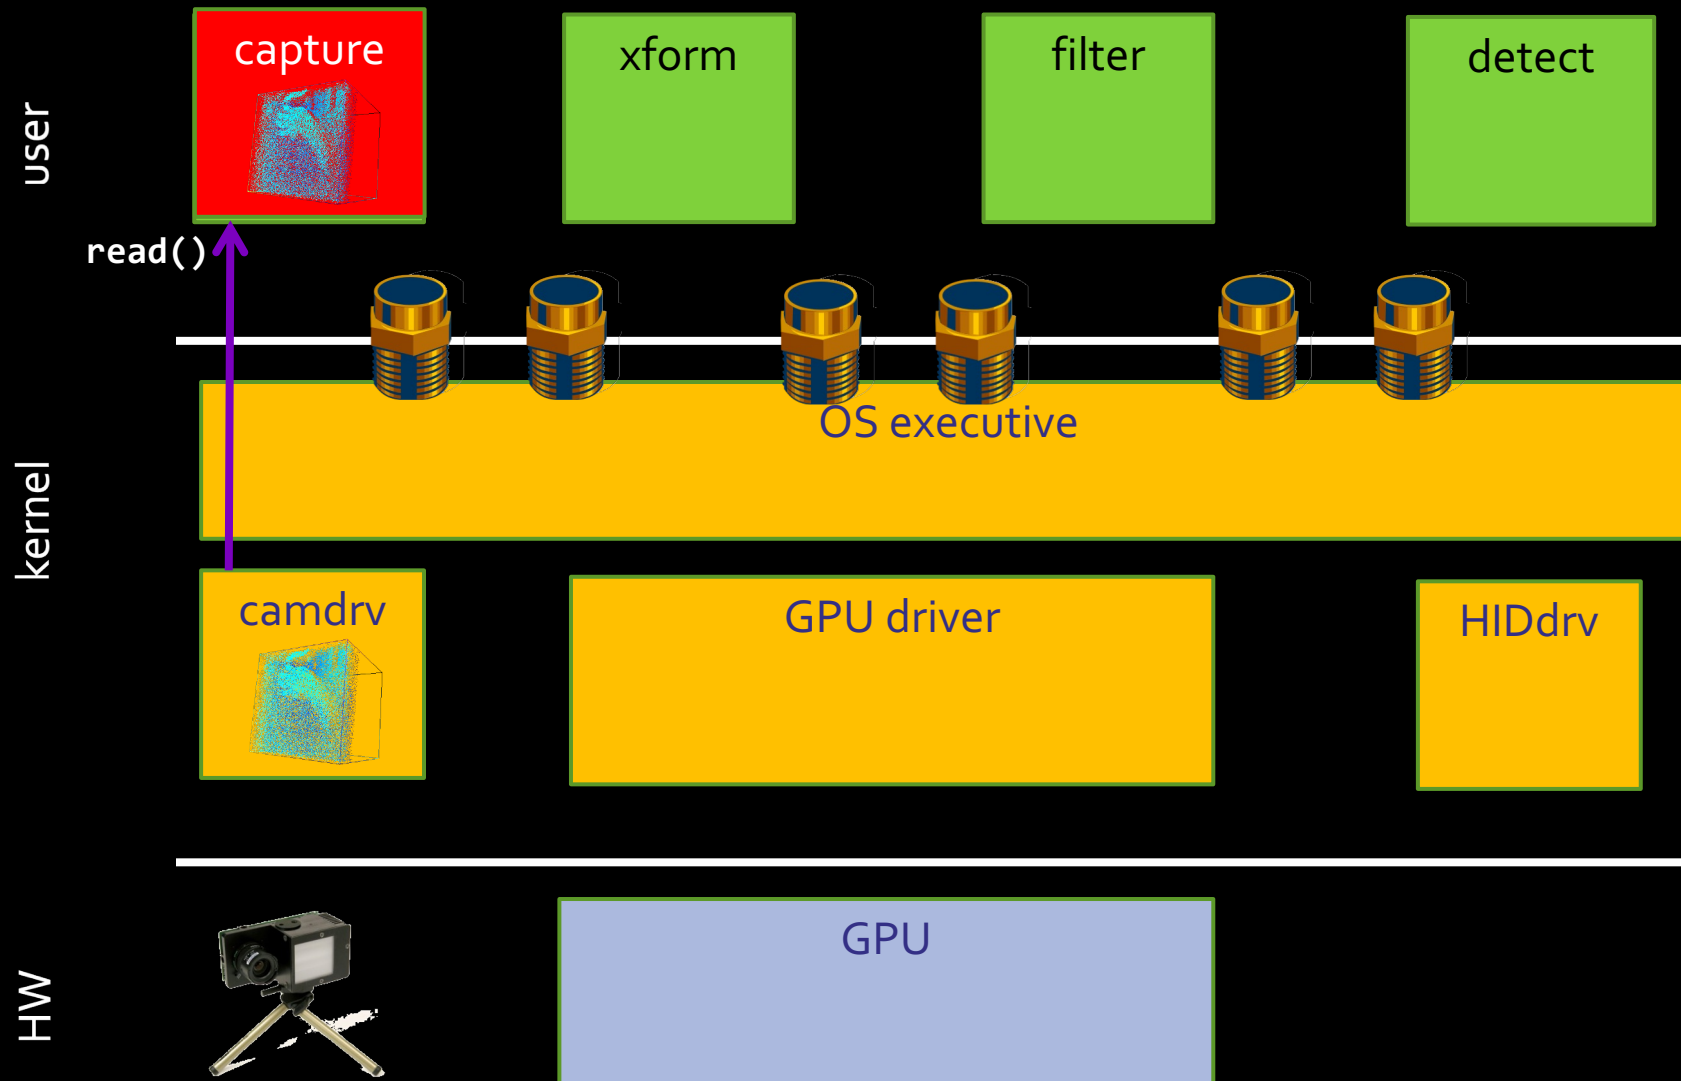 user
capture
xform
filter
detect
read()
kernel
OS executive
camdrv
GPU driver
HIDdrv
HW
GPU